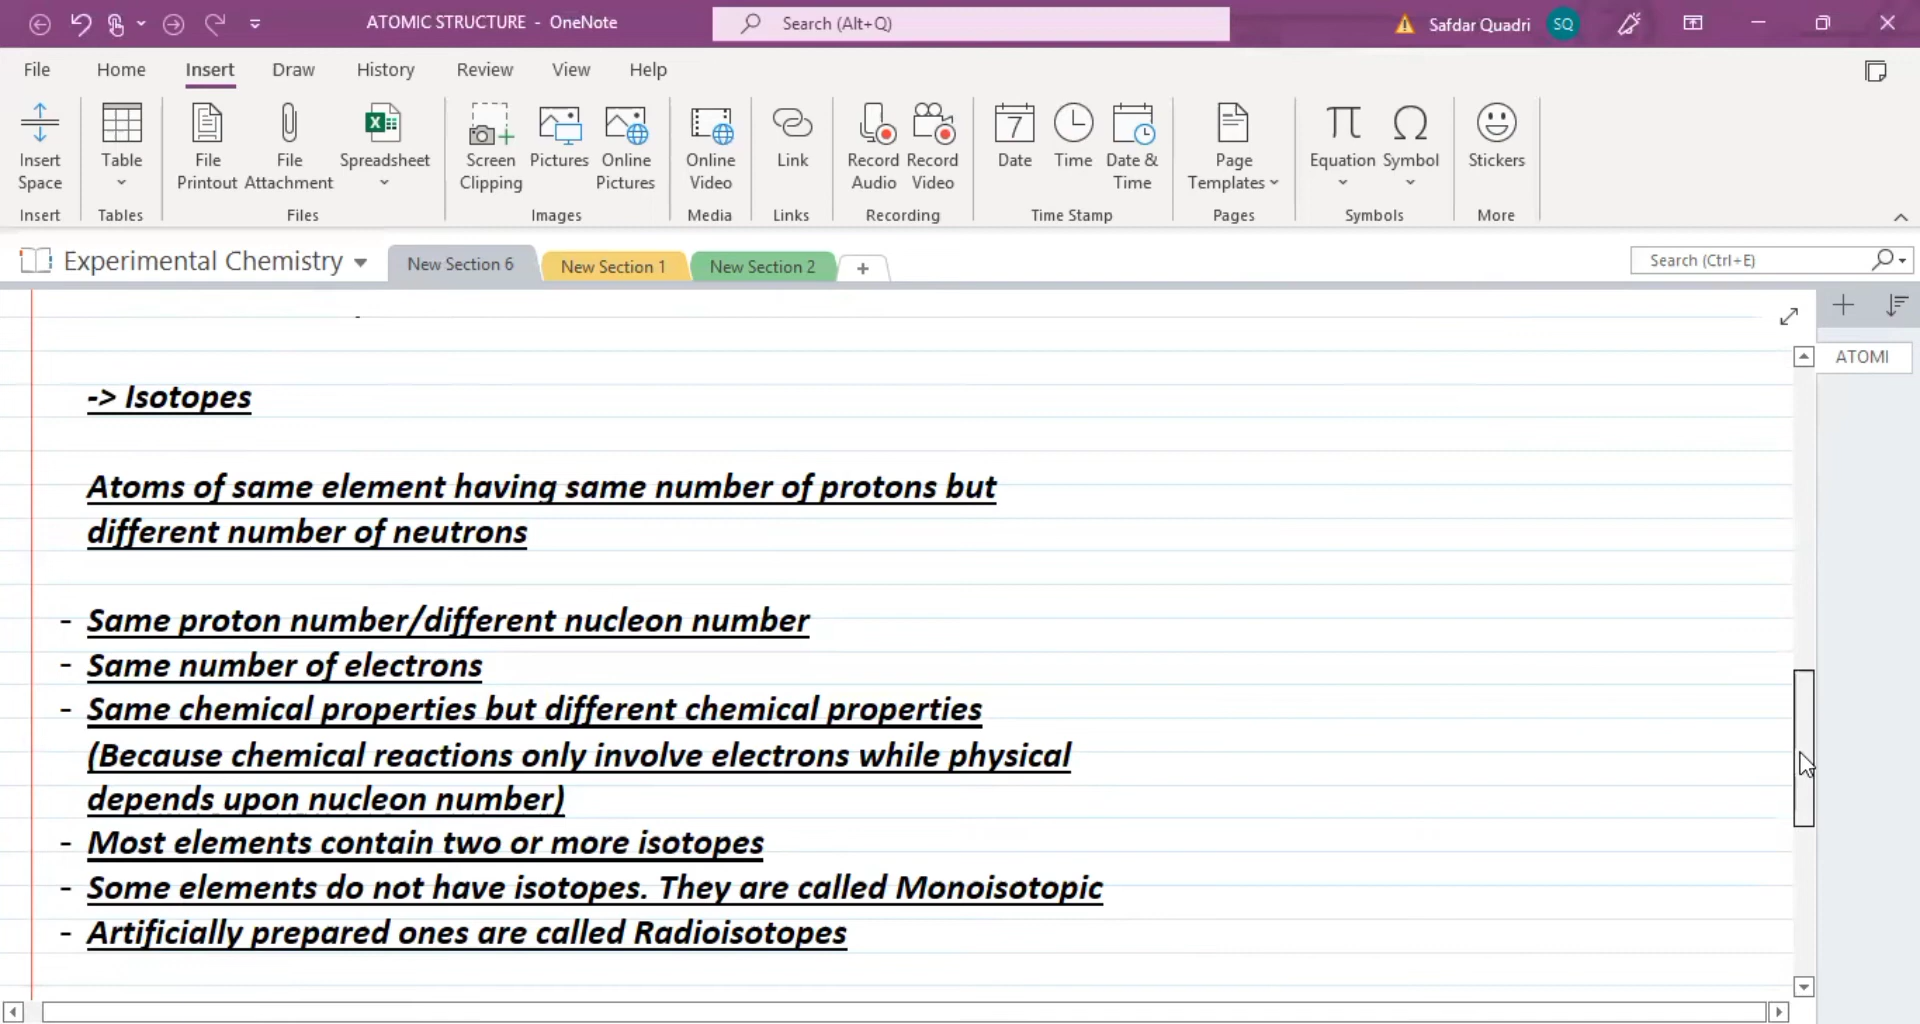 ATOMIC STRUCTURE - OneNote
Search (Alt+Q)
Safdar Quadri SQ
File Home Insert Draw History Review View Help
Insert Space
Table
File Printout
File Attachment
Spreadsheet
Screen Clipping
Pictures
Online Pictures
Online Video
Link
Record Audio
Record Video
7
Date
Time
Date & Time
Page Templates
π
Equation
Ω
Symbol
Stickers
Insert Tables Files Images Media Links Recording Time Stamp Pages Symbols More
Experimental Chemistry New Section 6 New Section 1 New Section 2 +
Search (Ctrl+E)
ATOMI
-> Isotopes
Atoms of same element having same number of protons but
different number of neutrons
- Same proton number/different nucleon number
- Same number of electrons
- Same chemical properties but different chemical properties
(Because chemical reactions only involve electrons while physical
depends upon nucleon number)
- Most elements contain two or more isotopes
- Some elements do not have isotopes. They are called Monoisotopic
- Artificially prepared ones are called Radioisotopes